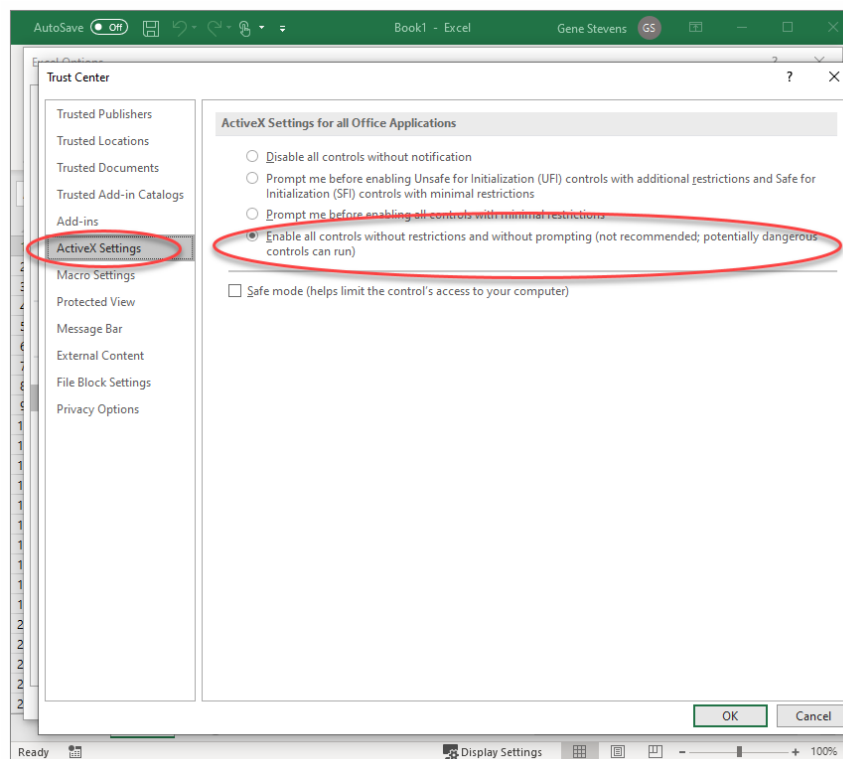 AutoSave Off Book1 - Excel Gene Stevens GS
Trust Center ? ×
Trusted Publishers
Trusted Locations
Trusted Documents
Trusted Add-in Catalogs
Add-ins
ActiveX Settings
Macro Settings
Protected View
Message Bar
External Content
File Block Settings
Privacy Options
ActiveX Settings for all Office Applications
Disable all controls without notification
Prompt me before enabling Unsafe for Initialization (UFI) controls with additional restrictions and Safe for
Initialization (SFI) controls with minimal restrictions
Prompt me before enabling all controls with minimal restrictions
Enable all controls without restrictions and without prompting (not recommended; potentially dangerous
controls can run)
Safe mode (helps limit the control's access to your computer)
OK Cancel
Ready Display Settings - + 100%